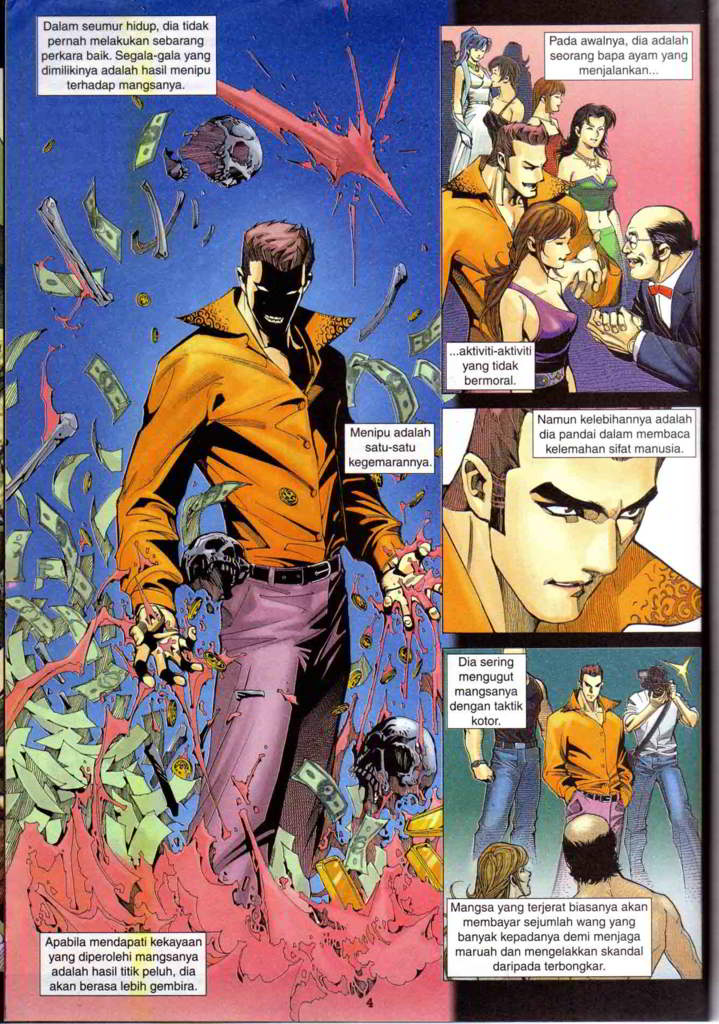 Dalam seumur hidup, dia tidak
pernah melakukan sebarang
perkara baik. Segala-gala yang
dimilikinya adalah hasil menipu
terhadap mangsanya.
Menipu adalah
satu-satu
kegemarannya.
Apabila mendapati kekayaan
yang diperolehi mangsanya
adalah hasil titik peluh, dia
akan berasa lebih gembira.
Pada awalnya, dia adalah
seorang bapa ayam yang
menjalankan...
...aktiviti-aktiviti
yang tidak
bermoral.
Namun kelebihannya adalah
dia pandai dalam membaca
kelemahan sifat manusia.
Dia sering
mengugut
mangsanya
dengan taktik
kotor.
Mangsa yang terjerat biasanya akan
membayar sejumlah wang yang
banyak kepadanya demi menjaga
maruah dan mengelakkan skandal
daripada terbongkar.
4